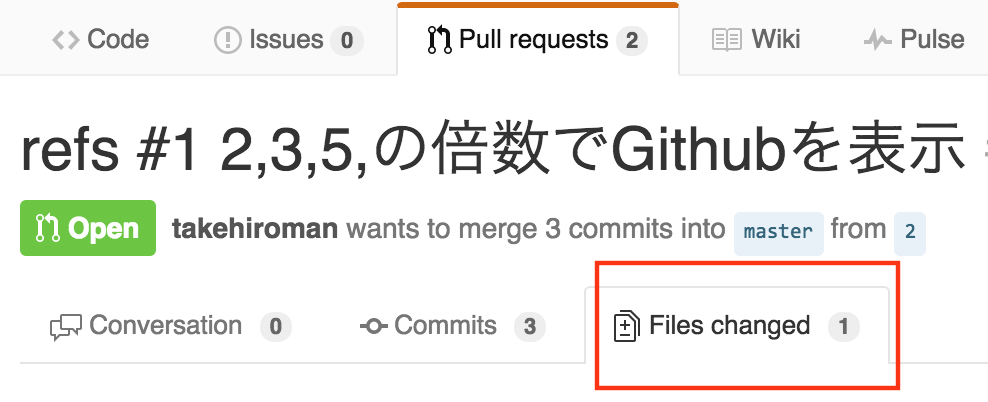 Code Issues 0 Pull requests 2 Wiki Pulse
refs #1 2,3,5,の倍数でGithubを表示
Open takehiroman wants to merge 3 commits into master from 2
Conversation 0 Commits 3 Files changed 1